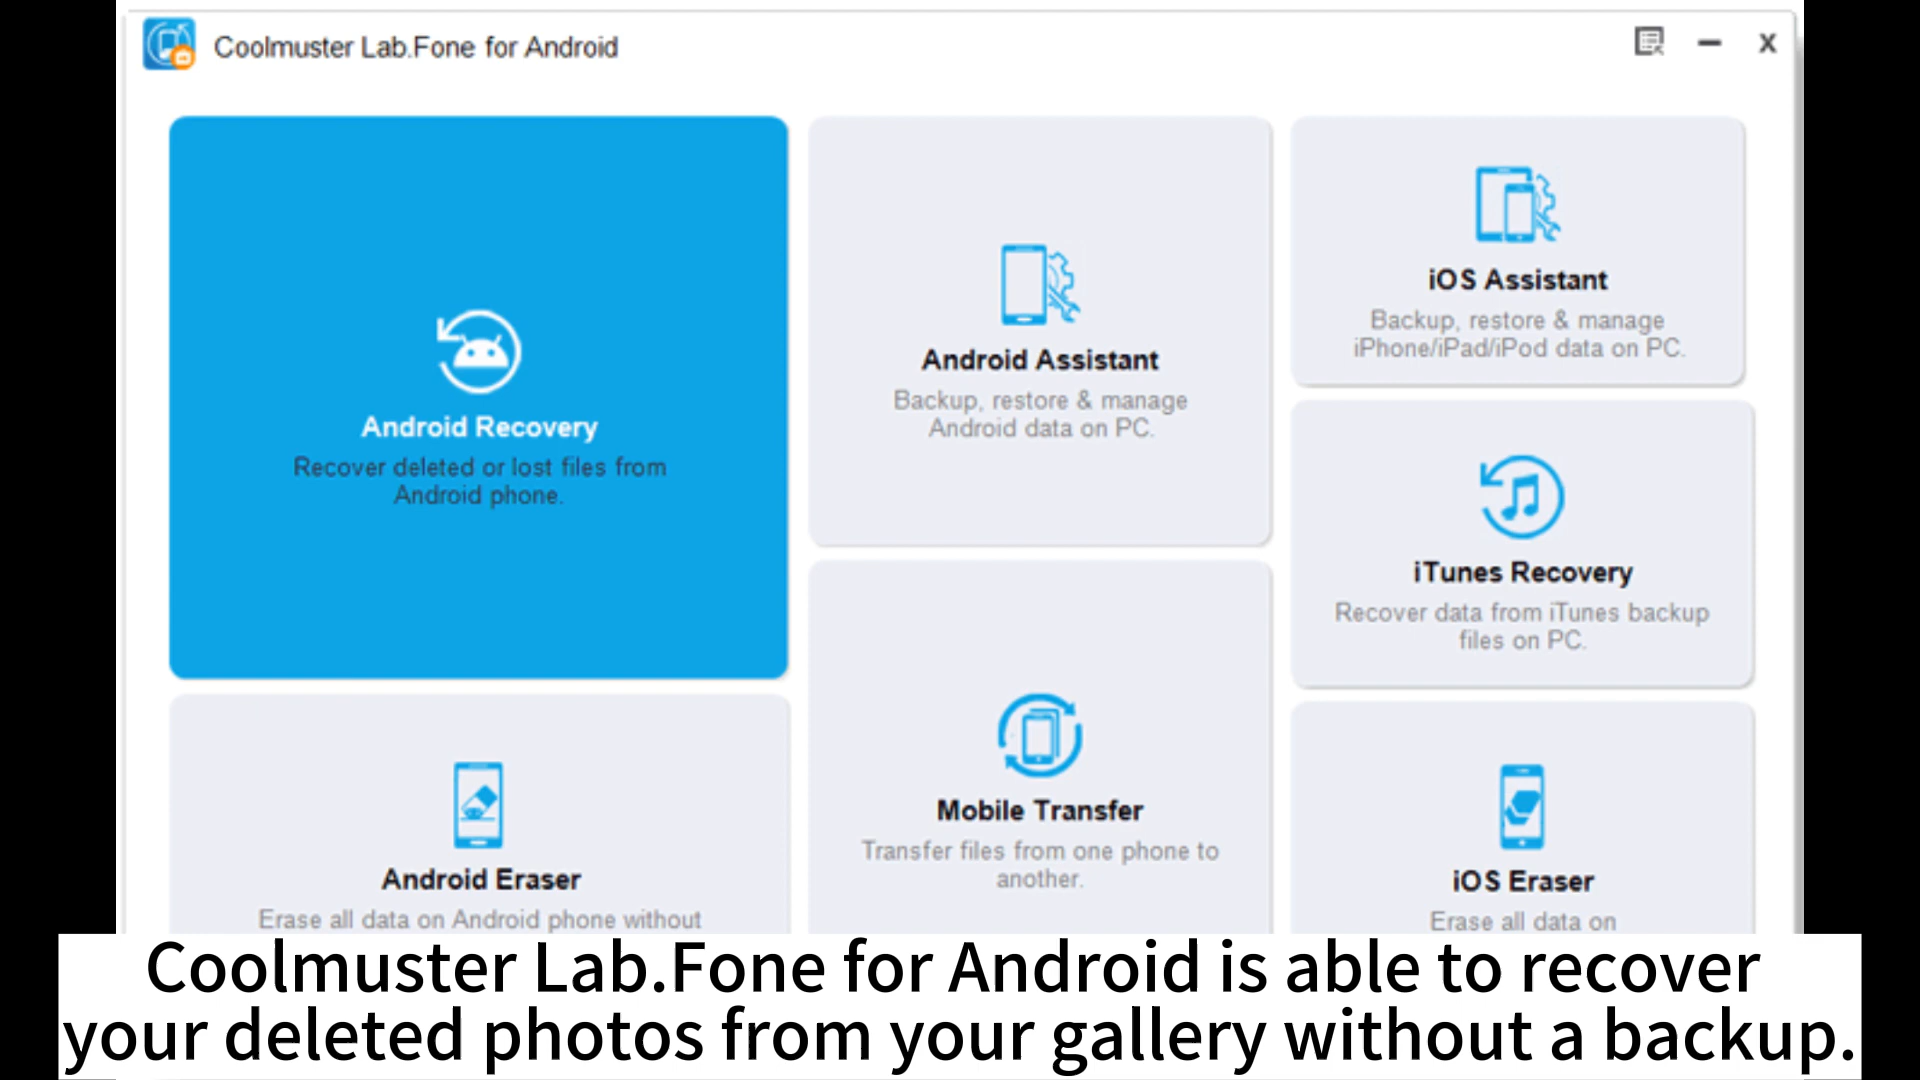 Coolmuster Lab.Fone for Android
Android Recovery
Recover deleted or lost files from
Android phone.
Android Assistant
Backup, restore & manage
Android data on PC.
iOS Assistant
Backup, restore & manage
iPhone/iPad/iPod data on PC.
iTunes Recovery
Recover data from iTunes backup
files on PC.
Android Eraser
Erase all data on Android phone without
Mobile Transfer
Transfer files from one phone to
another.
iOS Eraser
Erase all data on
Coolmuster Lab.Fone for Android is able to recover
your deleted photos from your gallery without a backup.